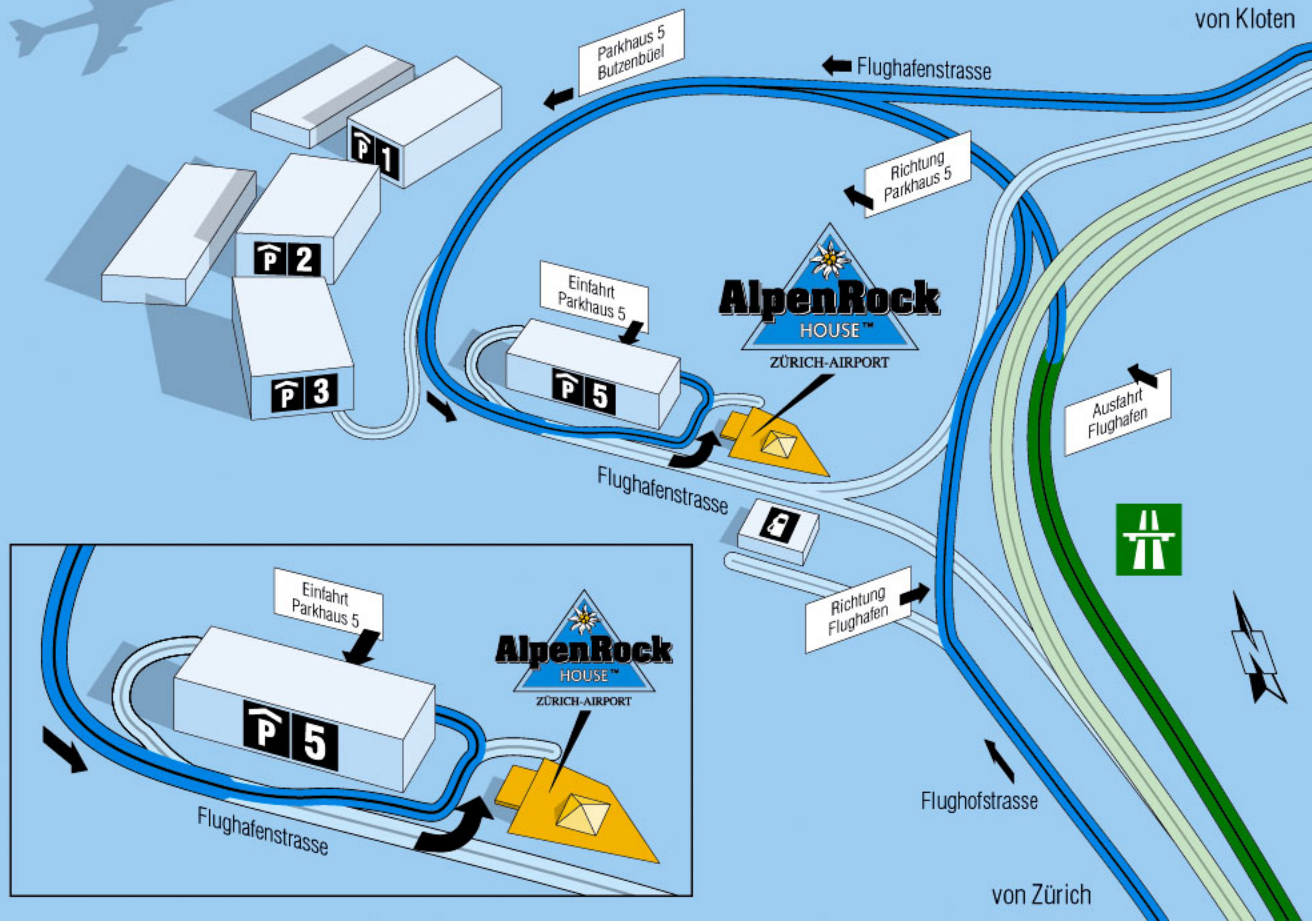 von Kloten
Parkhaus 5
Butzenbüel
Flughafenstrasse
P 1
Richtung
Parkhaus 5
P 2
Einfahrt
Parkhaus 5
AlpenRock
HOUSE™
ZÜRICH-AIRPORT
P 3
P 5
Ausfahrt
Flughafen
Flughafenstrasse
Richtung
Flughafen
N
Einfahrt
Parkhaus 5
AlpenRock
HOUSE™
ZÜRICH-AIRPORT
P 5
Flughafenstrasse
Flughofstrasse
von Zürich